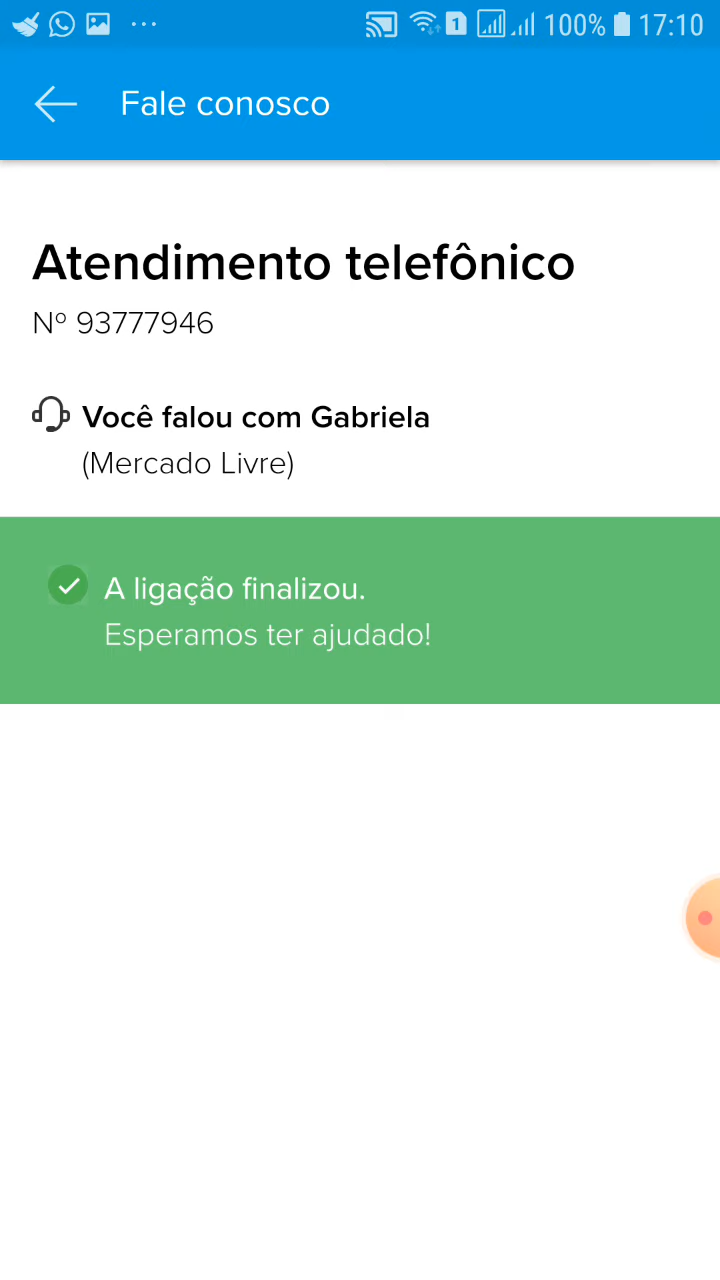 100% 17:10
Fale conosco
Atendimento telefônico
Nº 93777946
Você falou com Gabriela
(Mercado Livre)
A ligação finalizou.
Esperamos ter ajudado!